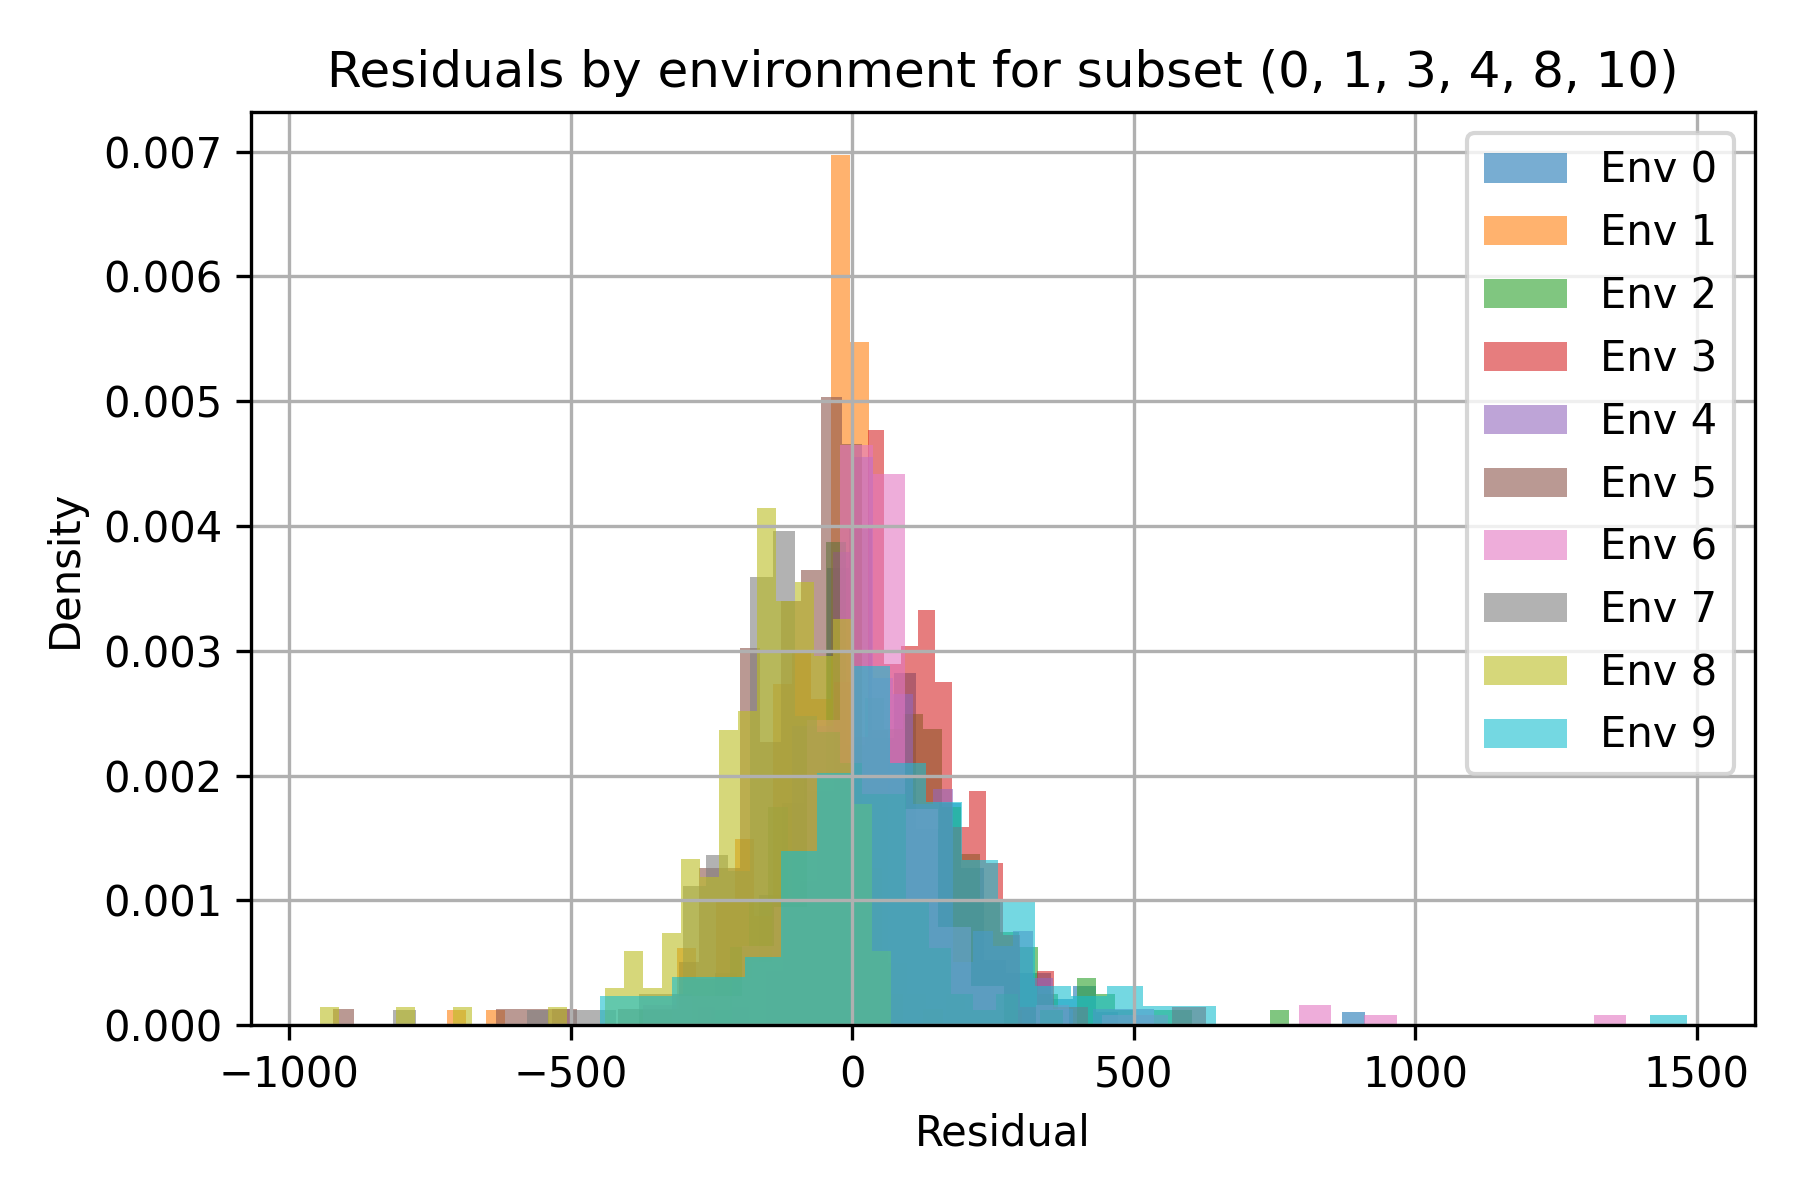 Residuals by environment for subset (0, 1, 3, 4, 8, 10)
0.007
0.006
0.005
0.004
0.003
0.002
0.001
0.000
Density
−1000
−500
0
500
1000
1500
Residual
Env 0
Env 1
Env 2
Env 3
Env 4
Env 5
Env 6
Env 7
Env 8
Env 9